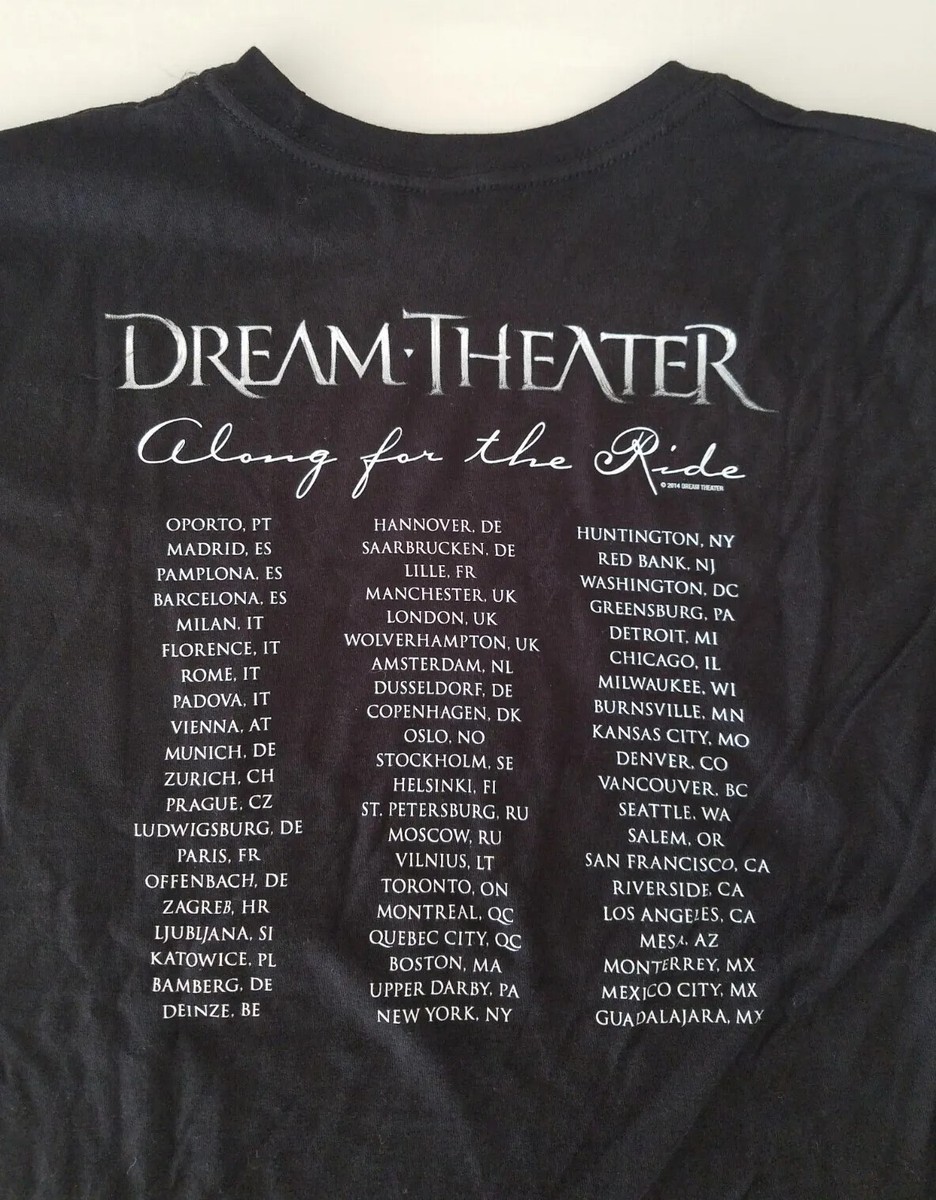 DREAM·THEATER
Along for the Ride
© 2014 DREAM THEATER
OPORTO, PT
MADRID, ES
PAMPLONA, ES
BARCELONA, ES
MILAN, IT
FLORENCE, IT
ROME, IT
PADOVA, IT
VIENNA, AT
MUNICH, DE
ZURICH, CH
PRAGUE, CZ
LUDWIGSBURG, DE
PARIS, FR
OFFENBACH, DE
ZAGREB, HR
LJUBLJANA, SI
KATOWICE, PL
BAMBERG, DE
DEINZE, BE
HANNOVER, DE
SAARBRUCKEN, DE
LILLE, FR
MANCHESTER, UK
LONDON, UK
WOLVERHAMPTON, UK
AMSTERDAM, NL
DUSSELDORF, DE
COPENHAGEN, DK
OSLO, NO
STOCKHOLM, SE
HELSINKI, FI
ST. PETERSBURG, RU
MOSCOW, RU
VILNIUS, LT
TORONTO, ON
MONTREAL, QC
QUEBEC CITY, QC
BOSTON, MA
UPPER DARBY, PA
NEW YORK, NY
HUNTINGTON, NY
RED BANK, NJ
WASHINGTON, DC
GREENSBURG, PA
DETROIT, MI
CHICAGO, IL
MILWAUKEE, WI
BURNSVILLE, MN
KANSAS CITY, MO
DENVER, CO
VANCOUVER, BC
SEATTLE, WA
SALEM, OR
SAN FRANCISCO, CA
RIVERSIDE, CA
LOS ANGELES, CA
MESA, AZ
MONTERREY, MX
MEXICO CITY, MX
GUADALAJARA, MX